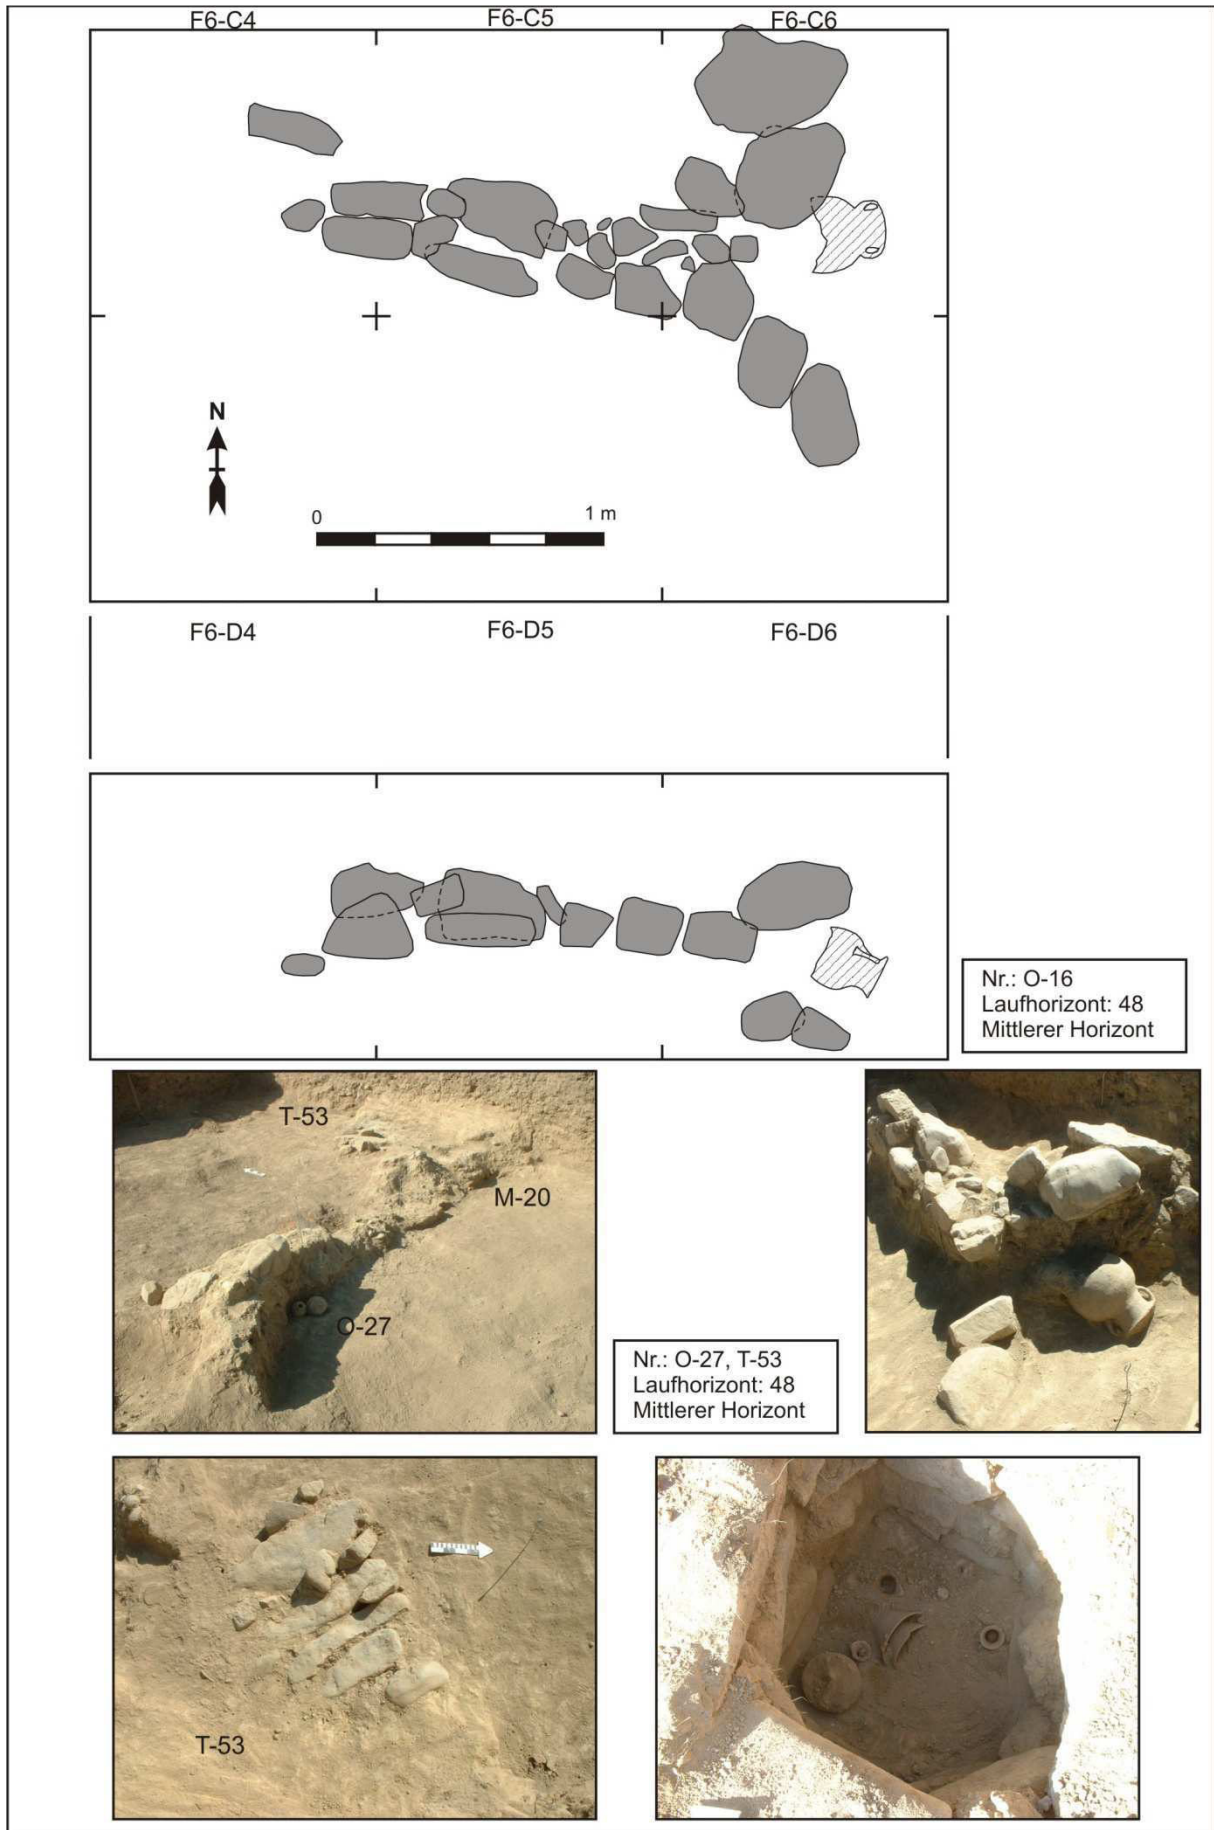 F6-C4 F6-C5 F6-C6
N
0 1 m
F6-D4 F6-D5 F6-D6
Nr.: O-16
Laufhorizont: 48
Mittlerer Horizont
T-53
M-20
O-27
Nr.: O-27, T-53
Laufhorizont: 48
Mittlerer Horizont
T-53